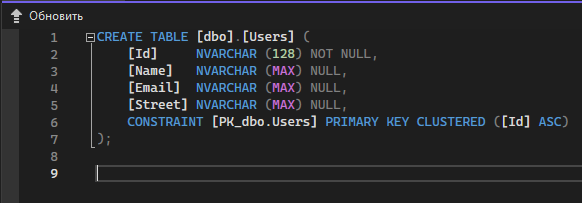 Обновить
1 CREATE TABLE [dbo].[Users] (
2 [Id] NVARCHAR (128) NOT NULL,
3 [Name] NVARCHAR (MAX) NULL,
4 [Email] NVARCHAR (MAX) NULL,
5 [Street] NVARCHAR (MAX) NULL,
6 CONSTRAINT [PK_dbo.Users] PRIMARY KEY CLUSTERED ([Id] ASC)
7 );
8
9